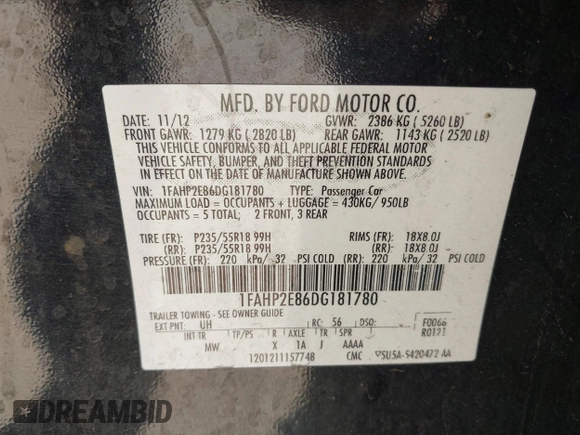 MFD. BY FORD MOTOR CO.
DATE: 11/12 GVWR: 2386 KG ( 5260 LB)
FRONT GAWR: 1279 KG ( 2820 LB) REAR GAWR: 1143 KG ( 2520 LB)
THIS VEHICLE CONFORMS TO ALL APPLICABLE FEDERAL MOTOR
VEHICLE SAFETY, BUMPER, AND THEFT PREVENTION STANDARDS
IN EFFECT ON THE DATE OF MANUFACTURE SHOWN ABOVE.
VIN: 1FAHP2E86DG181780 TYPE: Passenger Car
MAXIMUM LOAD = OCCUPANTS + LUGGAGE = 430KG/ 950LB
OCCUPANTS = 5 TOTAL; 2 FRONT, 3 REAR
TIRE (FR): P235/55R18 99H RIMS (FR): 18X8.0J
(RR): P235/55R18 99H (RR): 18X8.0J
PRESSURE (FR): 220 kPa/ 32 PSI COLD (RR): 220 kPa/ 32 PSI COLD
1FAHP2E86DG181780
TRAILER TOWING - SEE OWNER GUIDE
EXT PNT: UH RC: 56 DSO: F0066
INT TR TP/PS R AXLE TR SPR R0121
MW X 1A J AAAA
1201211157748 CMC 5U5A-5420472 AA
DREAMBID